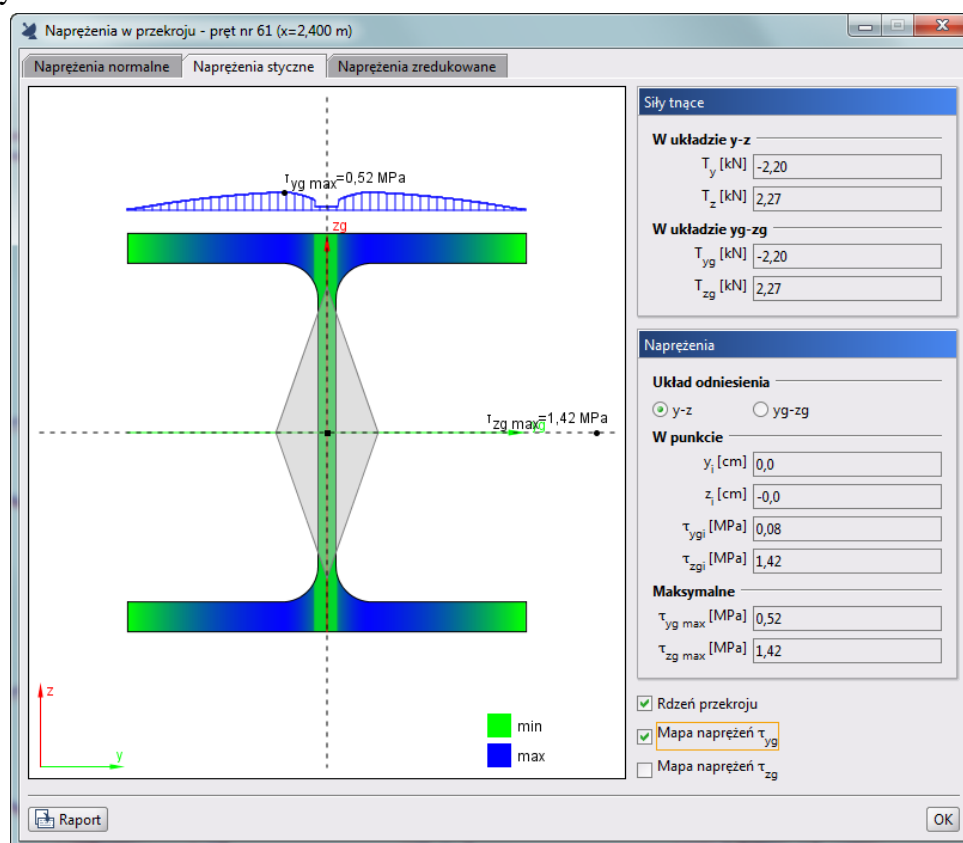 y
Naprężenia w przekroju - pręt nr 61 (x=2,400 m)
Naprężenia normalne
Naprężenia styczne
Naprężenia zredukowane
τyg max=0,52 MPa
zg
τzg max=1,42 MPa
yg
z
y
min
max
Siły tnące
W układzie y-z
Ty [kN] -2,20
Tz [kN] 2,27
W układzie yg-zg
Tyg [kN] -2,20
Tzg [kN] 2,27
Naprężenia
Układ odniesienia
y-z yg-zg
W punkcie
yi [cm] 0,0
zi [cm] -0,0
τygi [MPa] 0,08
τzgi [MPa] 1,42
Maksymalne
τyg max [MPa] 0,52
τzg max [MPa] 1,42
Rdzeń przekroju
Mapa naprężeń τyg
Mapa naprężeń τzg
Raport
OK